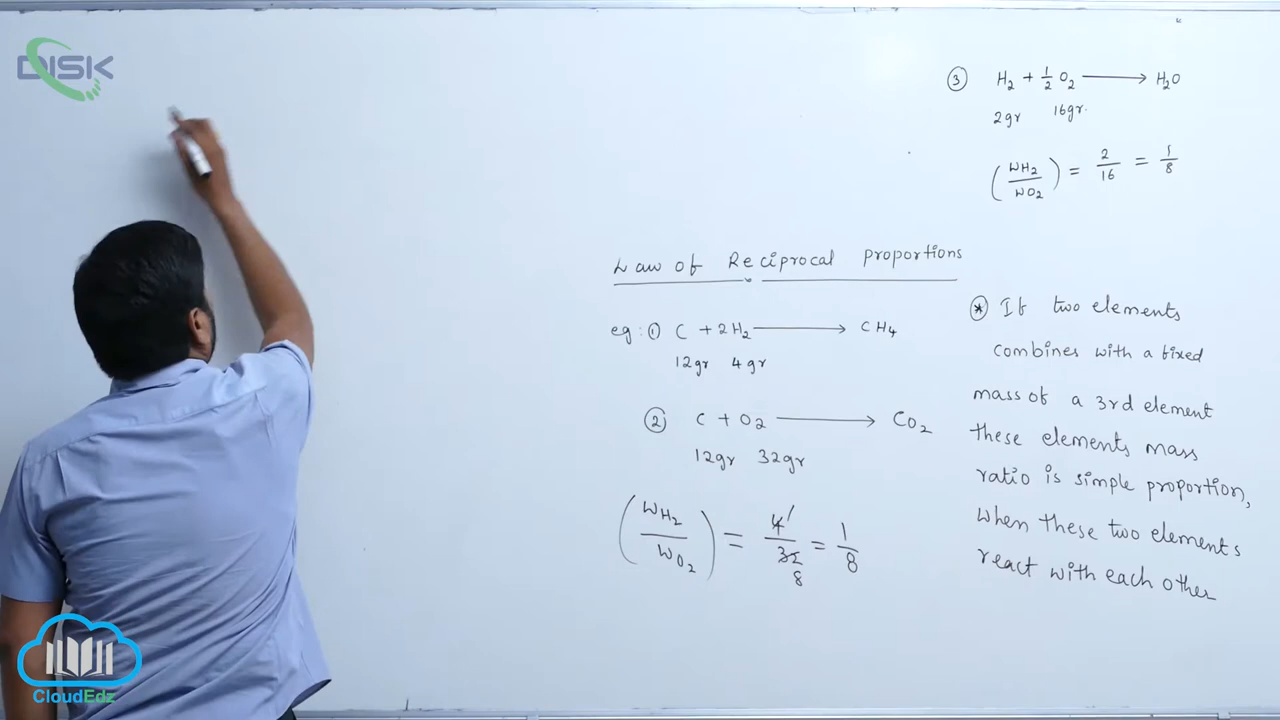 DISK
③ H₂ + 1/2 O₂ ⟶ H₂O
2gr 16gr.
(WH₂/WO₂) = 2/16 = 1/8
Law of Reciprocal proportions
eg: ① C + 2H₂ ⟶ CH₄
12gr 4gr
② C + O₂ ⟶ CO₂
12gr 32gr
(WH₂/WO₂) = 4/32 = 1/8
1
8
* If two elements
combines with a fixed
mass of a 3rd element
these elements mass
ratio is simple proportion,
when these two elements
react with each other
CloudEdz